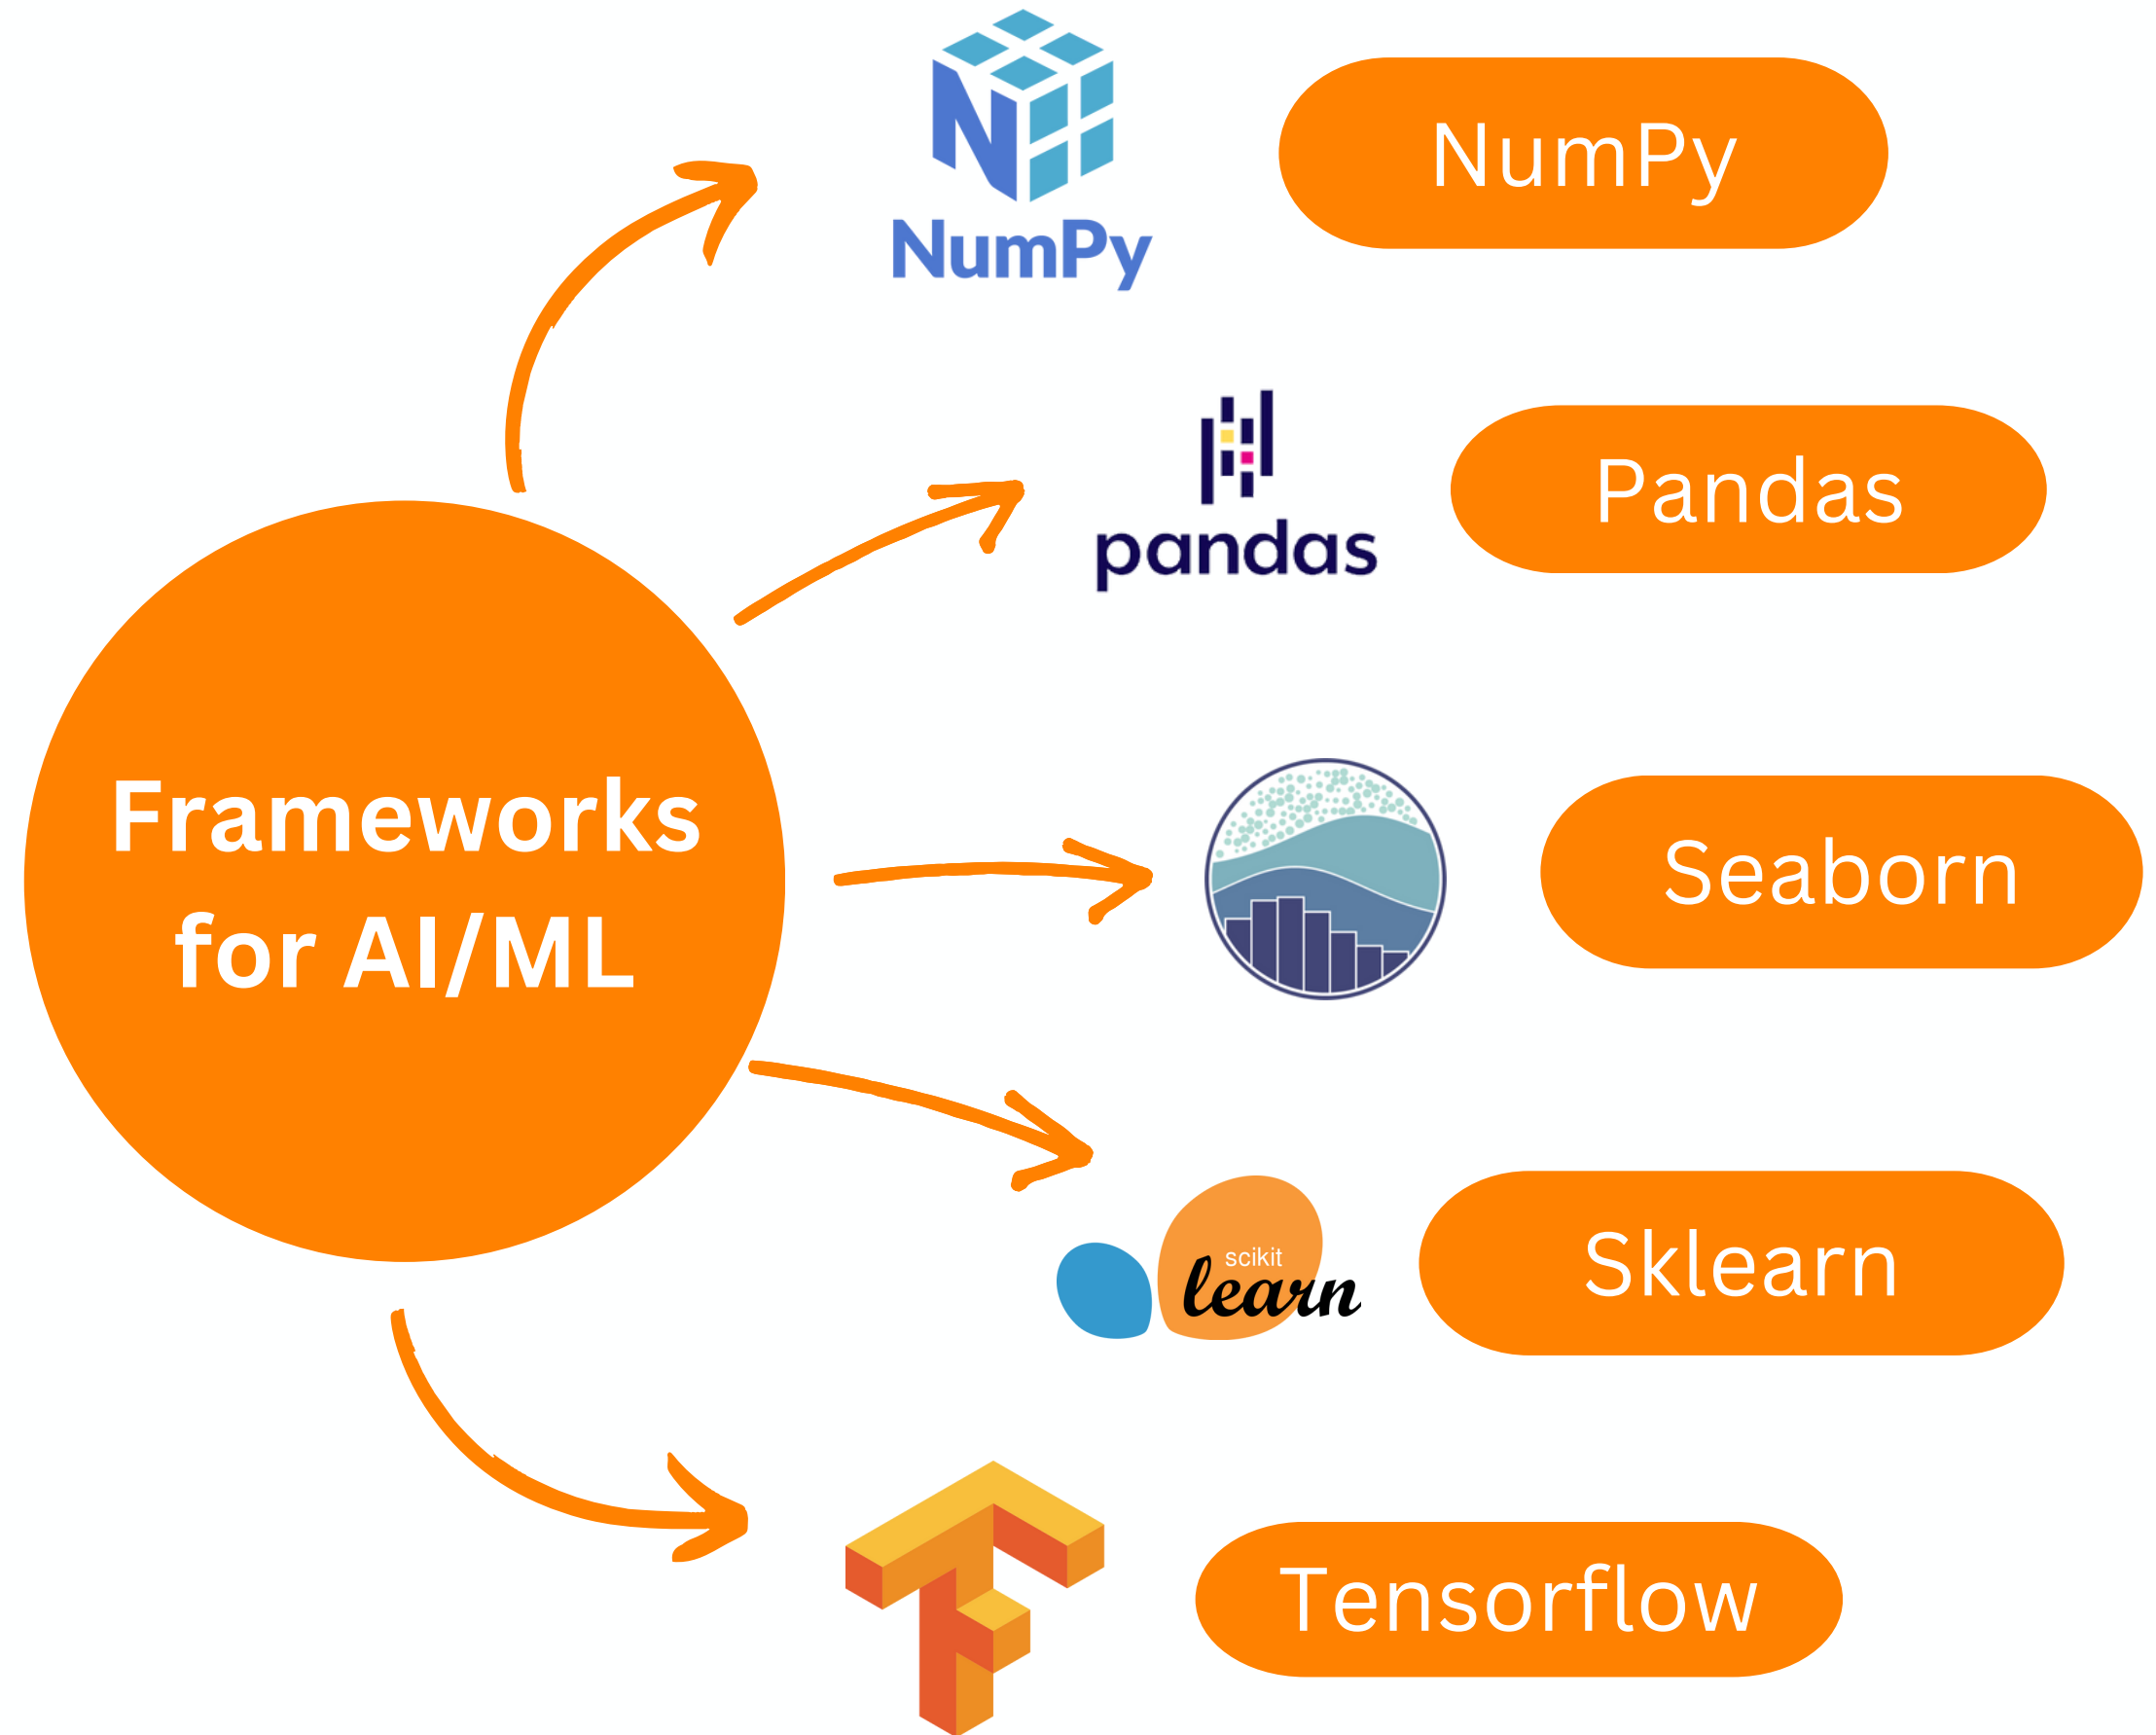 NumPy
NumPy
pandas
Pandas
Frameworks
for AI/ML
Seaborn
scikit
learn
Sklearn
Tensorflow